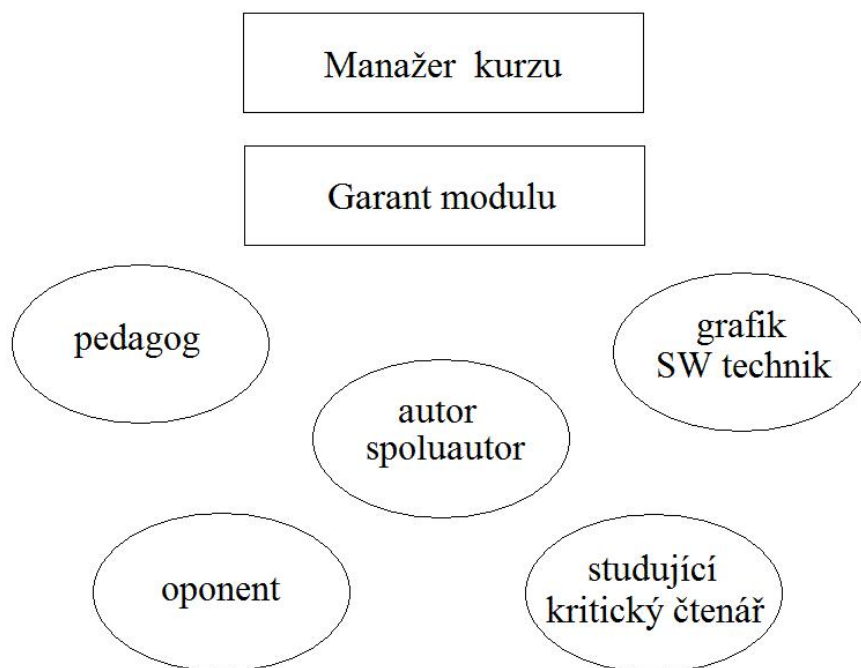 Manažer kurzu
Garant modulu
pedagog
grafik
SW technik
autor
spoluautor
oponent
studující
kritický čtenář